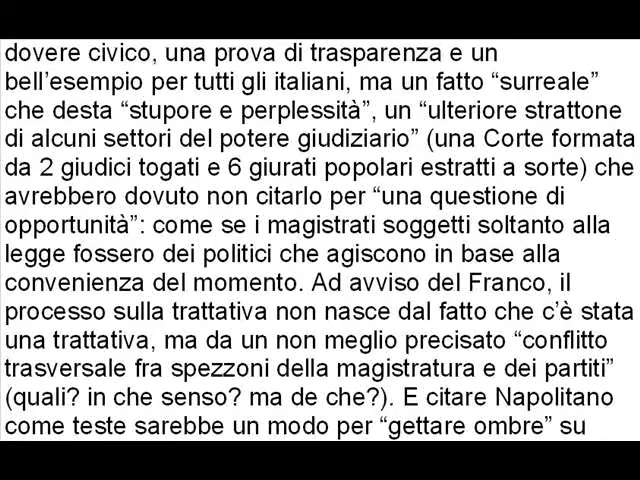 dovere civico, una prova di trasparenza e un
bell’esempio per tutti gli italiani, ma un fatto “surreale”
che desta “stupore e perplessità”, un “ulteriore strattone
di alcuni settori del potere giudiziario” (una Corte formata
da 2 giudici togati e 6 giurati popolari estratti a sorte) che
avrebbero dovuto non citarlo per “una questione di
opportunità”: come se i magistrati soggetti soltanto alla
legge fossero dei politici che agiscono in base alla
convenienza del momento. Ad avviso del Franco, il
processo sulla trattativa non nasce dal fatto che c’è stata
una trattativa, ma da un non meglio precisato “conflitto
trasversale fra spezzoni della magistratura e dei partiti”
(quali? in che senso? ma de che?). E citare Napolitano
come teste sarebbe un modo per “gettare ombre” su